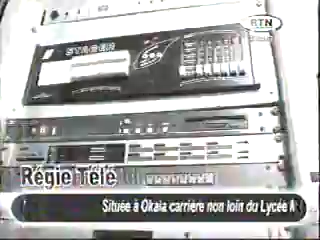 STAGER
RTN
Régie Télé
Située à Okala carrière non loin du Lycée